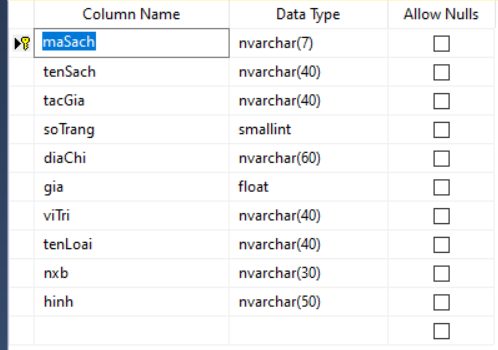 Column Name Data Type Allow Nulls
maSach nvarchar(7)
tenSach nvarchar(40)
tacGia nvarchar(40)
soTrang smallint
diaChi nvarchar(60)
gia float
viTri nvarchar(40)
tenLoai nvarchar(40)
nxb nvarchar(30)
hinh nvarchar(50)